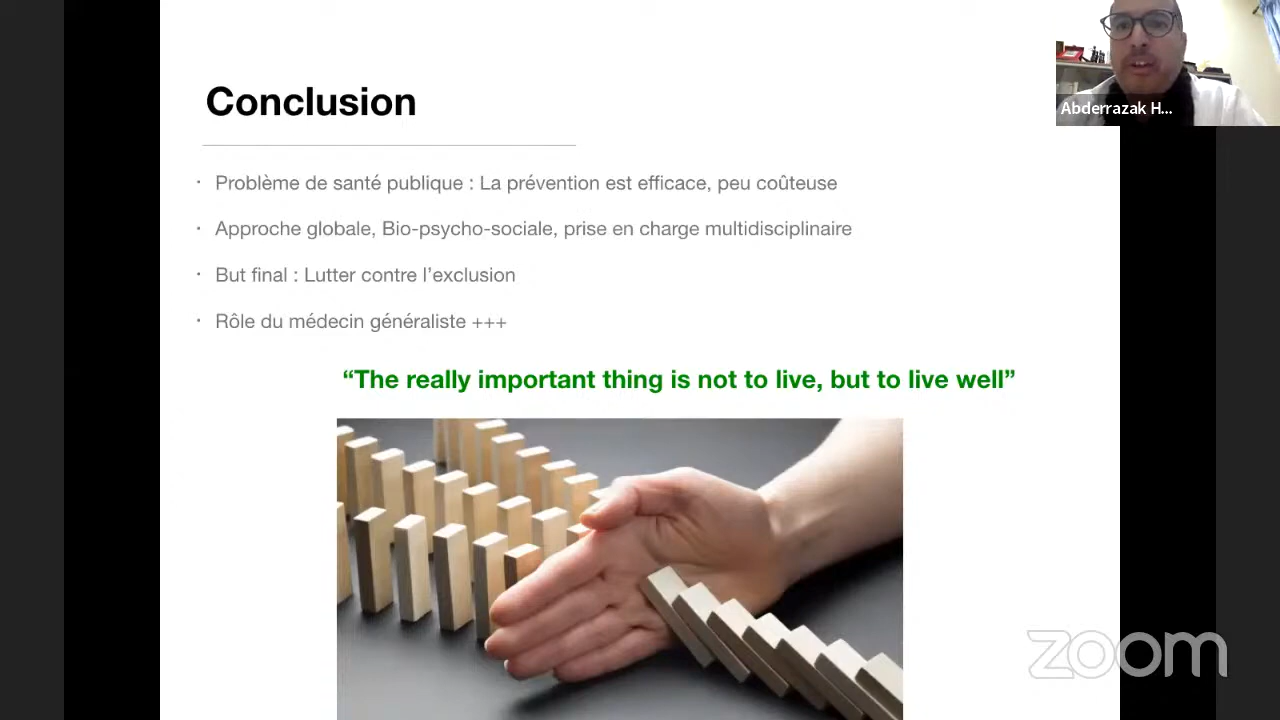 Conclusion
Problème de santé publique : La prévention est efficace, peu coûteuse
Approche globale, Bio-psycho-sociale, prise en charge multidisciplinaire
But final : Lutter contre l’exclusion
Rôle du médecin généraliste +++
“The really important thing is not to live, but to live well”
Abderrazak H...
zoom